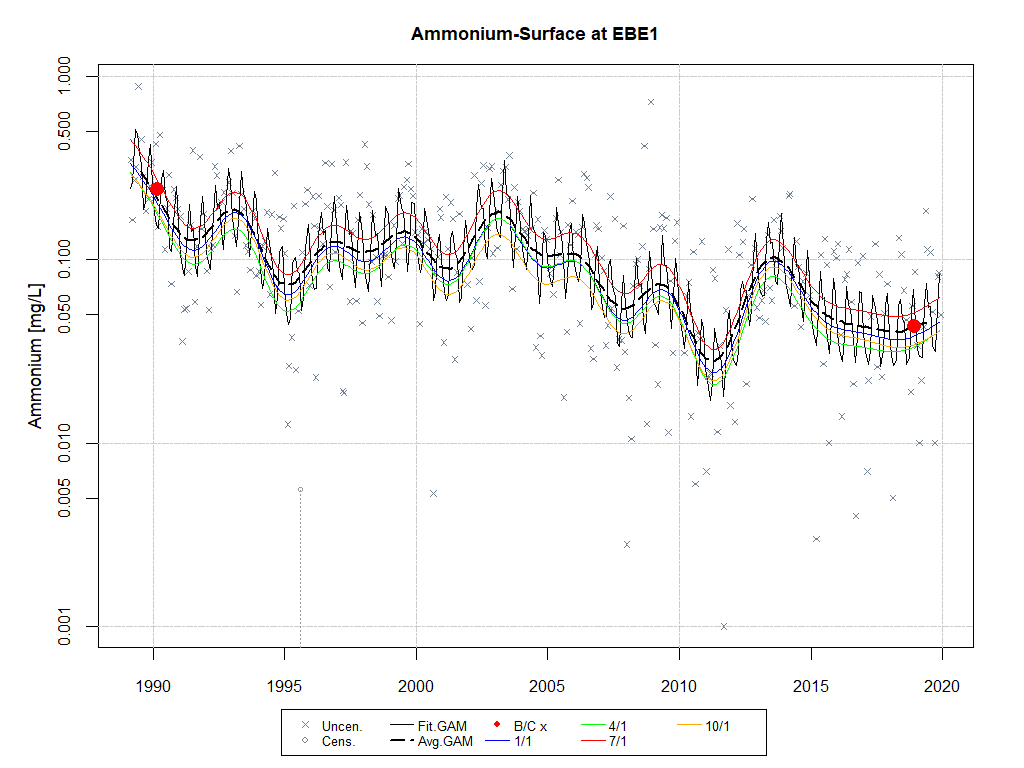 Ammonium-Surface at EBE1
Ammonium [mg/L]
1.000
0.500
0.100
0.050
0.010
0.005
0.001
1990 1995 2000 2005 2010 2015 2020
Uncen. Fit.GAM B/C x 4/1 10/1
Cens. Avg.GAM 1/1 7/1